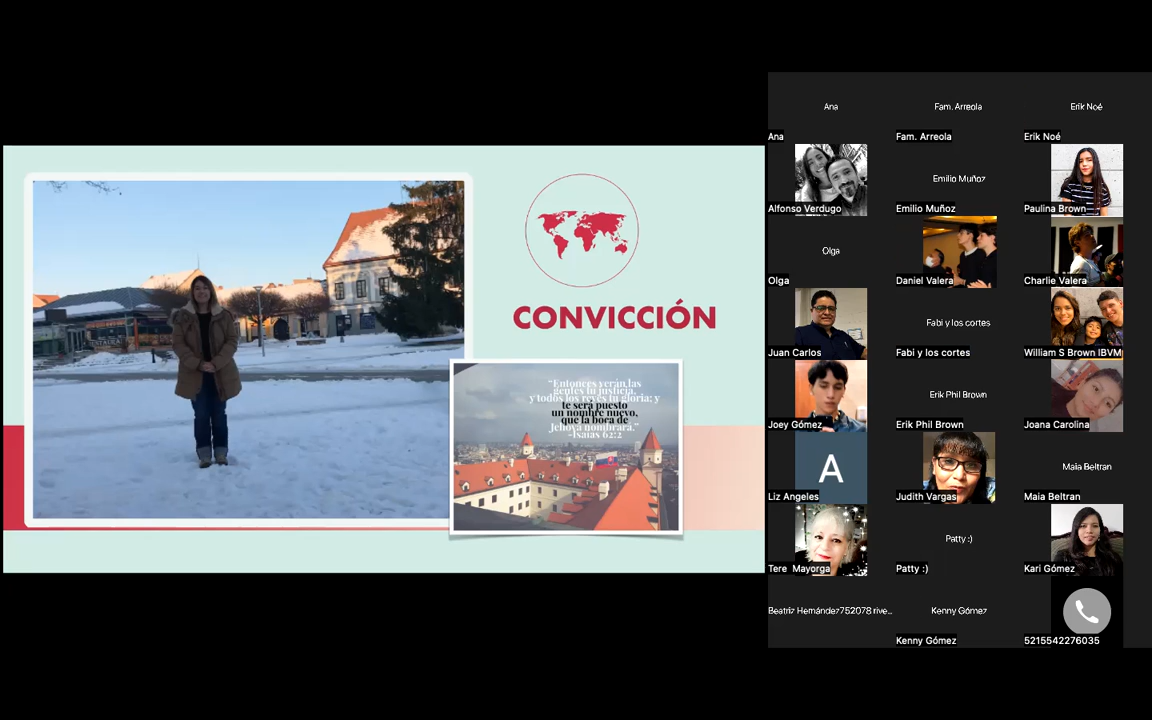 CONVICCIÓN
“Entonces verán las
gentes tu justicia,
y todos los reyes tu gloria; y
te será puesto
un nombre nuevo,
que la boca de
Jehová nombrará.”
-Isaías 62:2
Ana
Fam. Arreola
Erik Noé
Ana
Fam. Arreola
Erik Noé
Emilio Muñoz
Alfonso Verdugo
Emilio Muñoz
Paulina Brown
Olga
Olga
Daniel Valera
Charlie Valera
Fabi y los cortes
Juan Carlos
Fabi y los cortes
William S Brown IBVM
Erik Phil Brown
Joey Gómez
Erik Phil Brown
Joana Carolina
A
Maia Beltran
Liz Angeles
Judith Vargas
Maia Beltran
Patty :)
Tere Mayorga
Patty :)
Kari Gómez
Beatriz Hernández752078 rive...
Kenny Gómez
Kenny Gómez
5215542276035